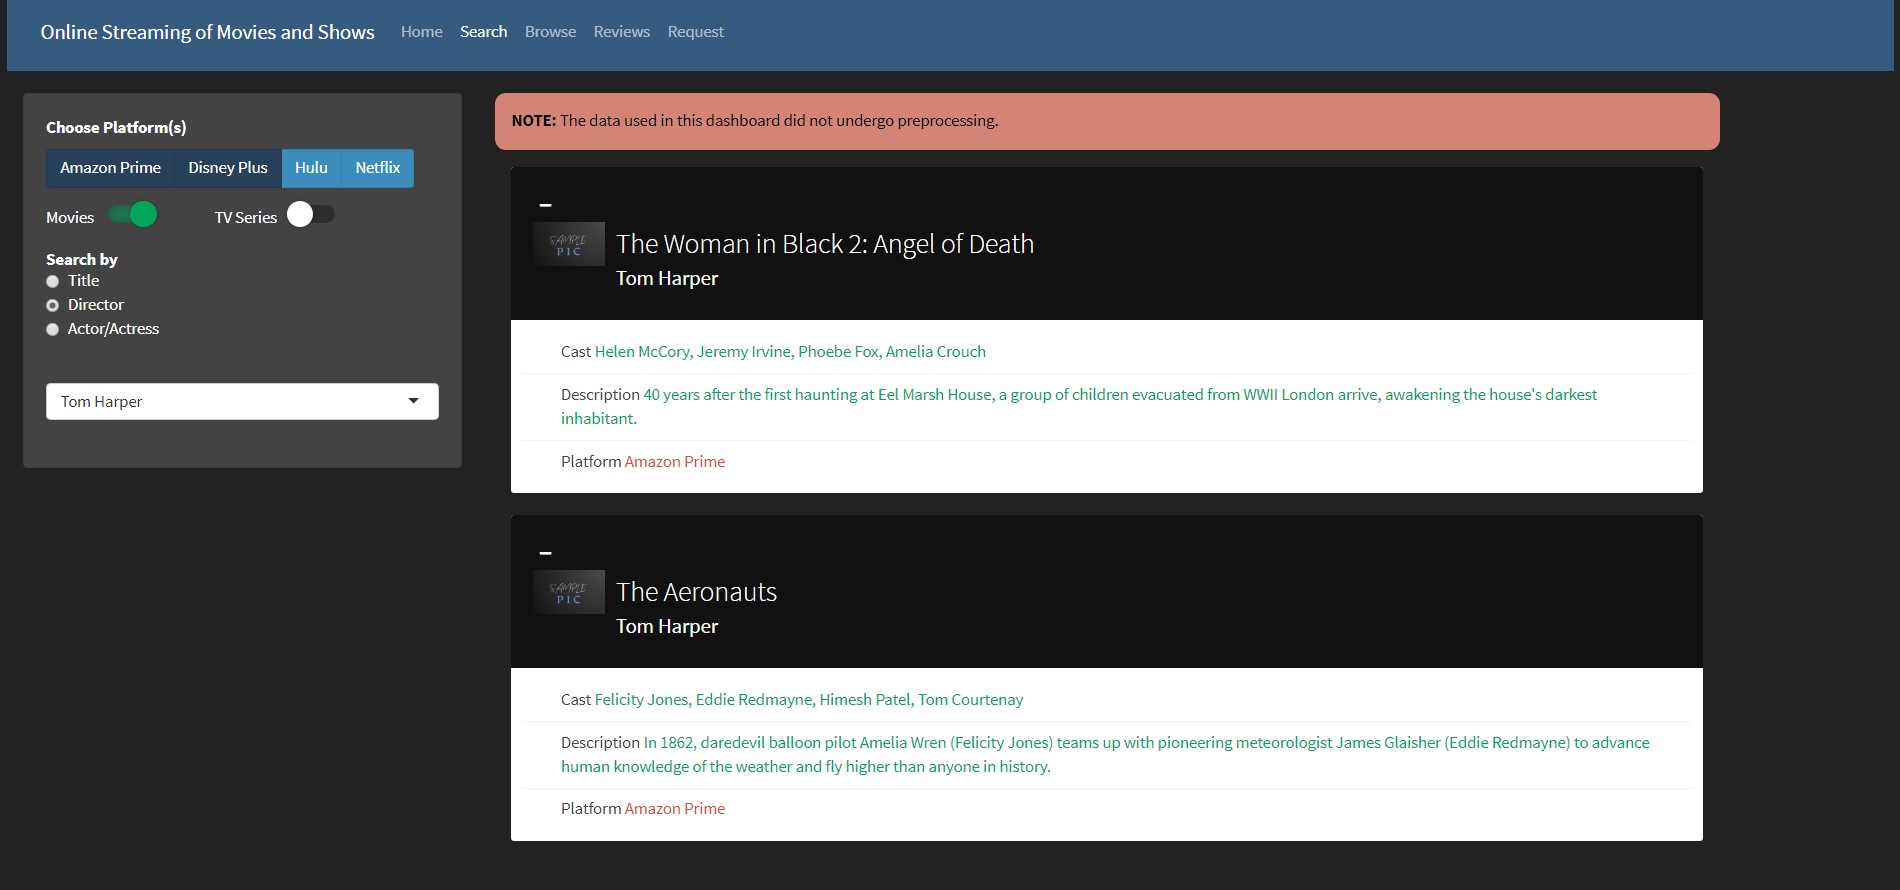 Online Streaming of Movies and Shows Home Search Browse Reviews Request
Choose Platform(s)
Amazon Prime Disney Plus Hulu Netflix
Movies TV Series
Search by
Title
Director
Actor/Actress
Tom Harper
NOTE: The data used in this dashboard did not undergo preprocessing.
SAMPLE
PIC
The Woman in Black 2: Angel of Death
Tom Harper
Cast Helen McCory, Jeremy Irvine, Phoebe Fox, Amelia Crouch
Description 40 years after the first haunting at Eel Marsh House, a group of children evacuated from WWII London arrive, awakening the house's darkest
inhabitant.
Platform Amazon Prime
SAMPLE
PIC
The Aeronauts
Tom Harper
Cast Felicity Jones, Eddie Redmayne, Himesh Patel, Tom Courtenay
Description In 1862, daredevil balloon pilot Amelia Wren (Felicity Jones) teams up with pioneering meteorologist James Glaisher (Eddie Redmayne) to advance
human knowledge of the weather and fly higher than anyone in history.
Platform Amazon Prime